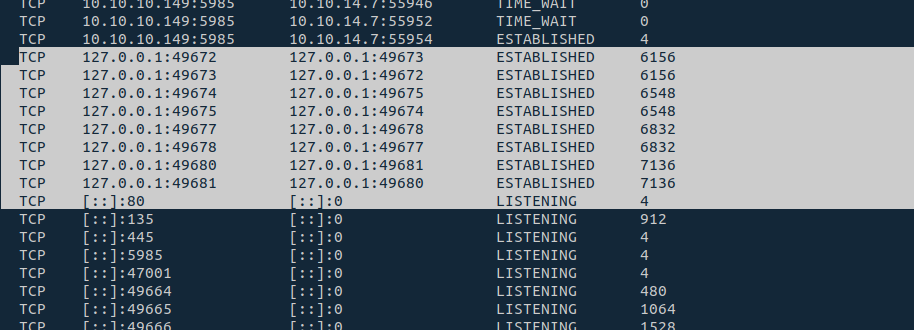 TCP    10.10.10.149:5985      10.10.14.7:55946       TIME_WAIT       0
TCP    10.10.10.149:5985      10.10.14.7:55952       TIME_WAIT       0
TCP    10.10.10.149:5985      10.10.14.7:55954       ESTABLISHED     4
TCP    127.0.0.1:49672        127.0.0.1:49673        ESTABLISHED     6156
TCP    127.0.0.1:49673        127.0.0.1:49672        ESTABLISHED     6156
TCP    127.0.0.1:49674        127.0.0.1:49675        ESTABLISHED     6548
TCP    127.0.0.1:49675        127.0.0.1:49674        ESTABLISHED     6548
TCP    127.0.0.1:49677        127.0.0.1:49678        ESTABLISHED     6832
TCP    127.0.0.1:49678        127.0.0.1:49677        ESTABLISHED     6832
TCP    127.0.0.1:49680        127.0.0.1:49681        ESTABLISHED     7136
TCP    127.0.0.1:49681        127.0.0.1:49680        ESTABLISHED     7136
TCP    [::]:80                [::]:0                 LISTENING       4
TCP    [::]:135               [::]:0                 LISTENING       912
TCP    [::]:445               [::]:0                 LISTENING       4
TCP    [::]:5985              [::]:0                 LISTENING       4
TCP    [::]:47001             [::]:0                 LISTENING       4
TCP    [::]:49664             [::]:0                 LISTENING       480
TCP    [::]:49665             [::]:0                 LISTENING       1064
TCP    [::]:49666             [::]:0                 LISTENING       1528